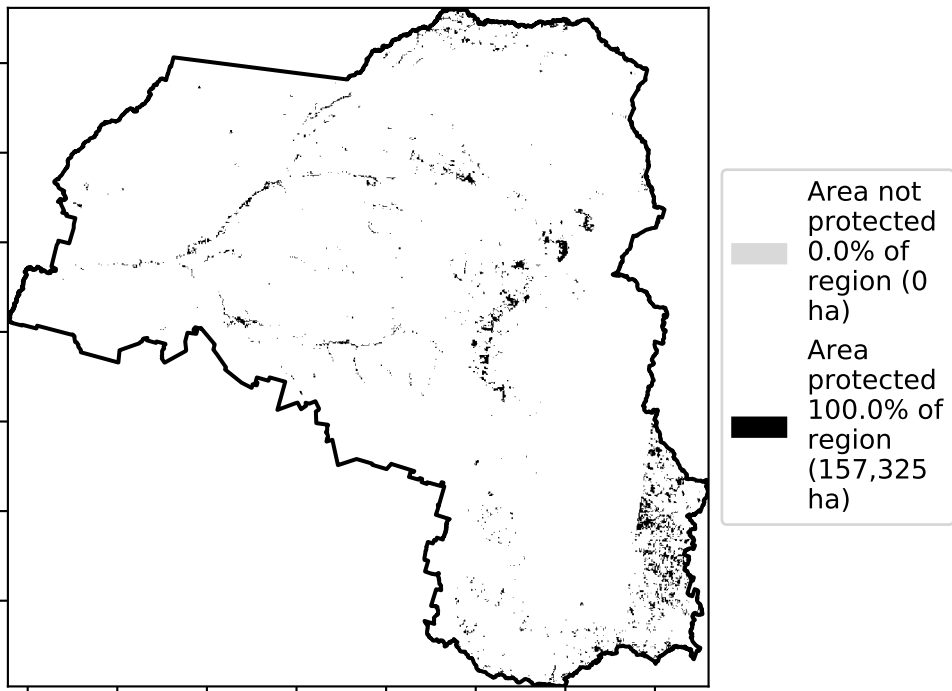 Area not
protected
0.0% of
region (0
ha)
Area
protected
100.0% of
region
(157,325
ha)